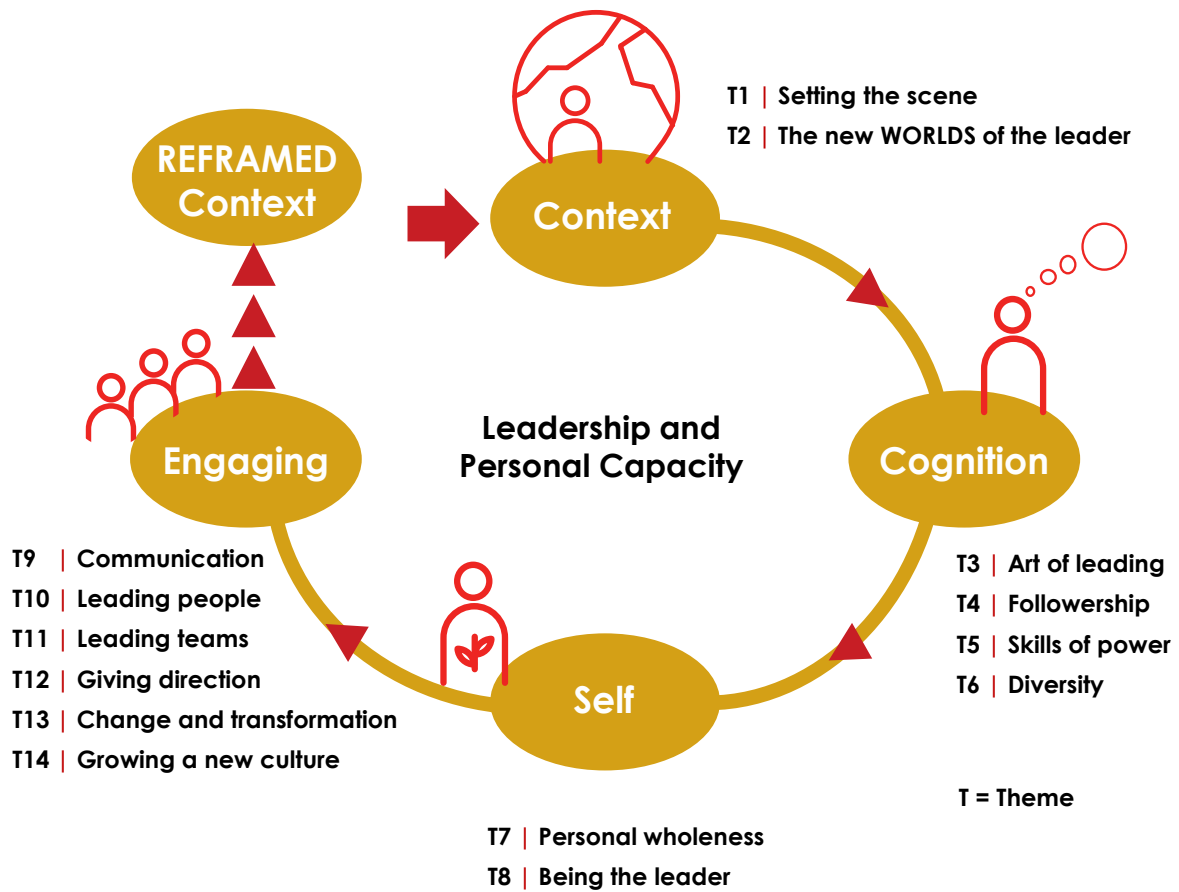 T1 | Setting the scene
T2 | The new WORLDS of the leader
REFRAMED
Context
Context
Leadership and
Personal Capacity
Engaging
Cognition
T9 | Communication
T10 | Leading people
T11 | Leading teams
T12 | Giving direction
T13 | Change and transformation
T14 | Growing a new culture
T3 | Art of leading
T4 | Followership
T5 | Skills of power
T6 | Diversity
Self
T = Theme
T7 | Personal wholeness
T8 | Being the leader